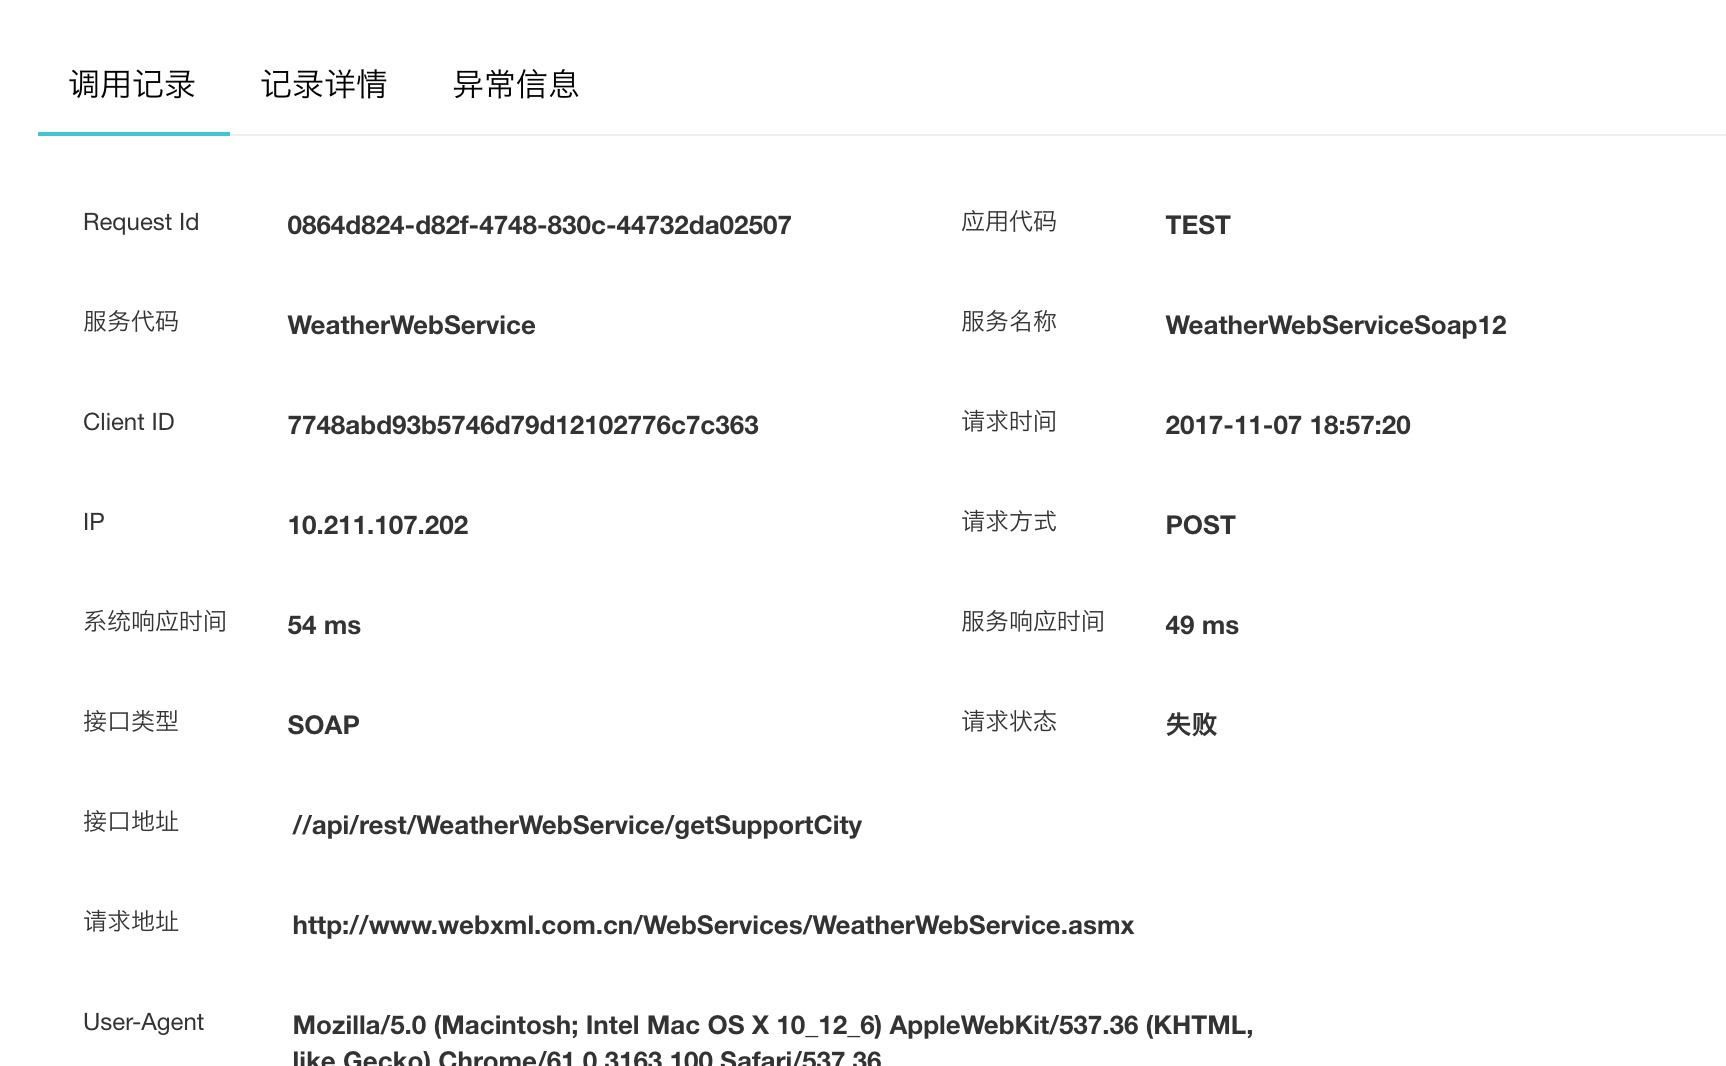 调用记录 记录详情 异常信息
Request Id 0864d824-d82f-4748-830c-44732da02507 应用代码 TEST
服务代码 WeatherWebService 服务名称 WeatherWebServiceSoap12
Client ID 7748abd93b5746d79d12102776c7c363 请求时间 2017-11-07 18:57:20
IP 10.211.107.202 请求方式 POST
系统响应时间 54 ms 服务响应时间 49 ms
接口类型 SOAP 请求状态 失败
接口地址 //api/rest/WeatherWebService/getSupportCity
请求地址 http://www.webxml.com.cn/WebServices/WeatherWebService.asmx
User-Agent Mozilla/5.0 (Macintosh; Intel Mac OS X 10_12_6) AppleWebKit/537.36 (KHTML,
like Gecko) Chrome/61.0.3163.100 Safari/537.36